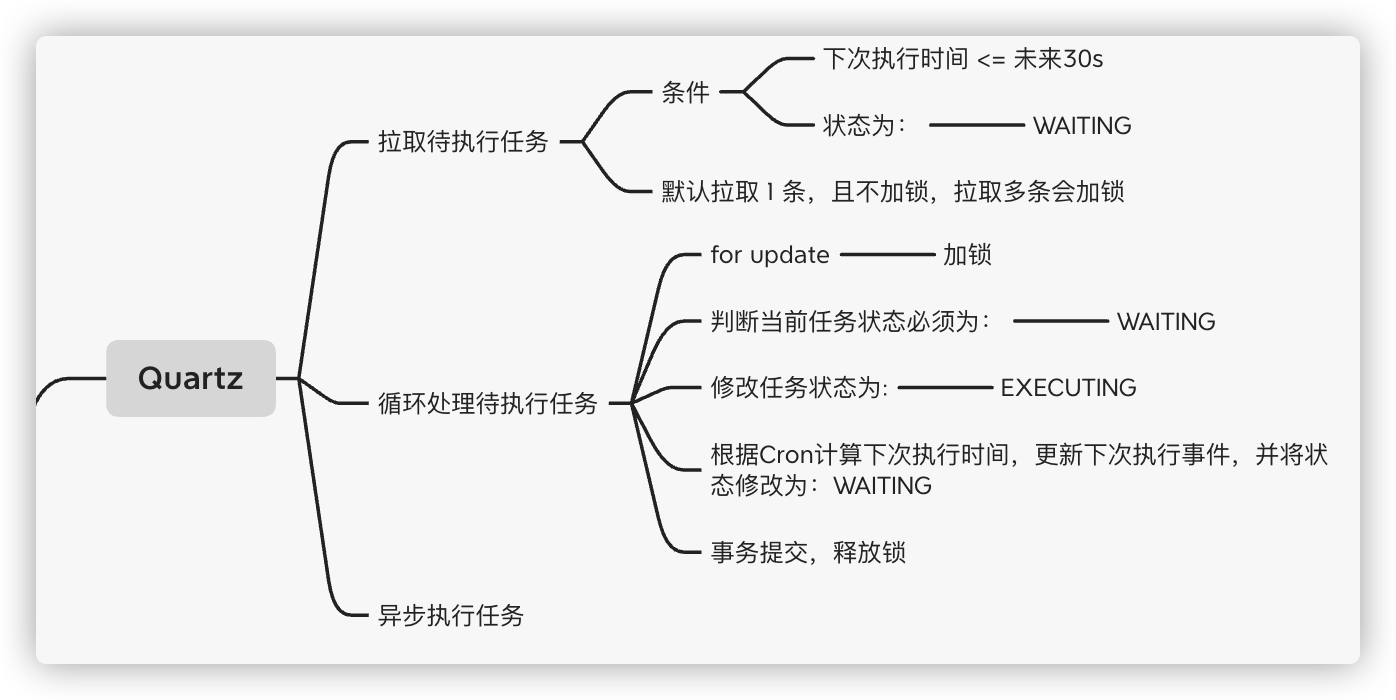 Quartz
拉取待执行任务
条件
下次执行时间 <= 未来30s
状态为：
WAITING
默认拉取 1 条，且不加锁，拉取多条会加锁
循环处理待执行任务
for update
加锁
判断当前任务状态必须为：
WAITING
修改任务状态为:
EXECUTING
根据Cron计算下次执行时间，更新下次执行事件，并将状
态修改为：WAITING
事务提交，释放锁
异步执行任务